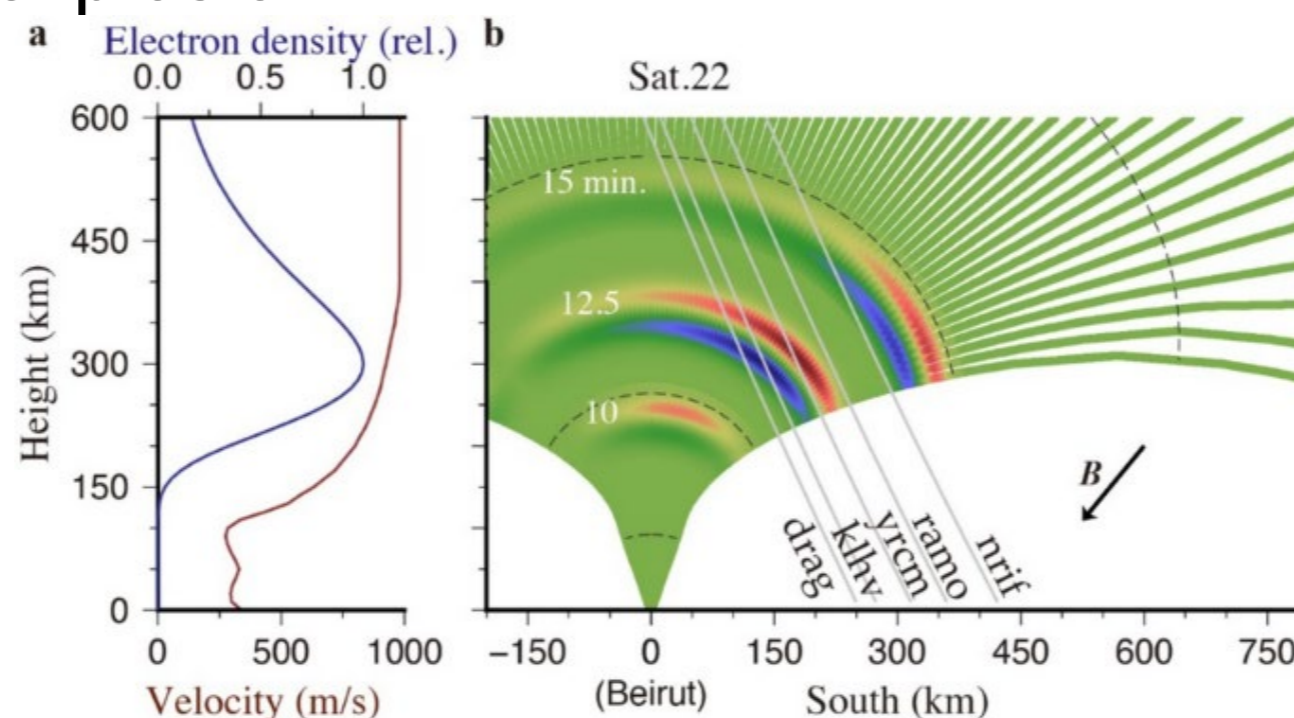 a
Electron density (rel.)
0.0 0.5 1.0
600
450
300
150
0
Height (km)
0 500 1000
Velocity (m/s)
b
Sat.22
15 min.
12.5
10
B
drag
klhv
yrcm
ramo
nrif
−150 0 150 300 450 600 750
(Beirut) South (km)